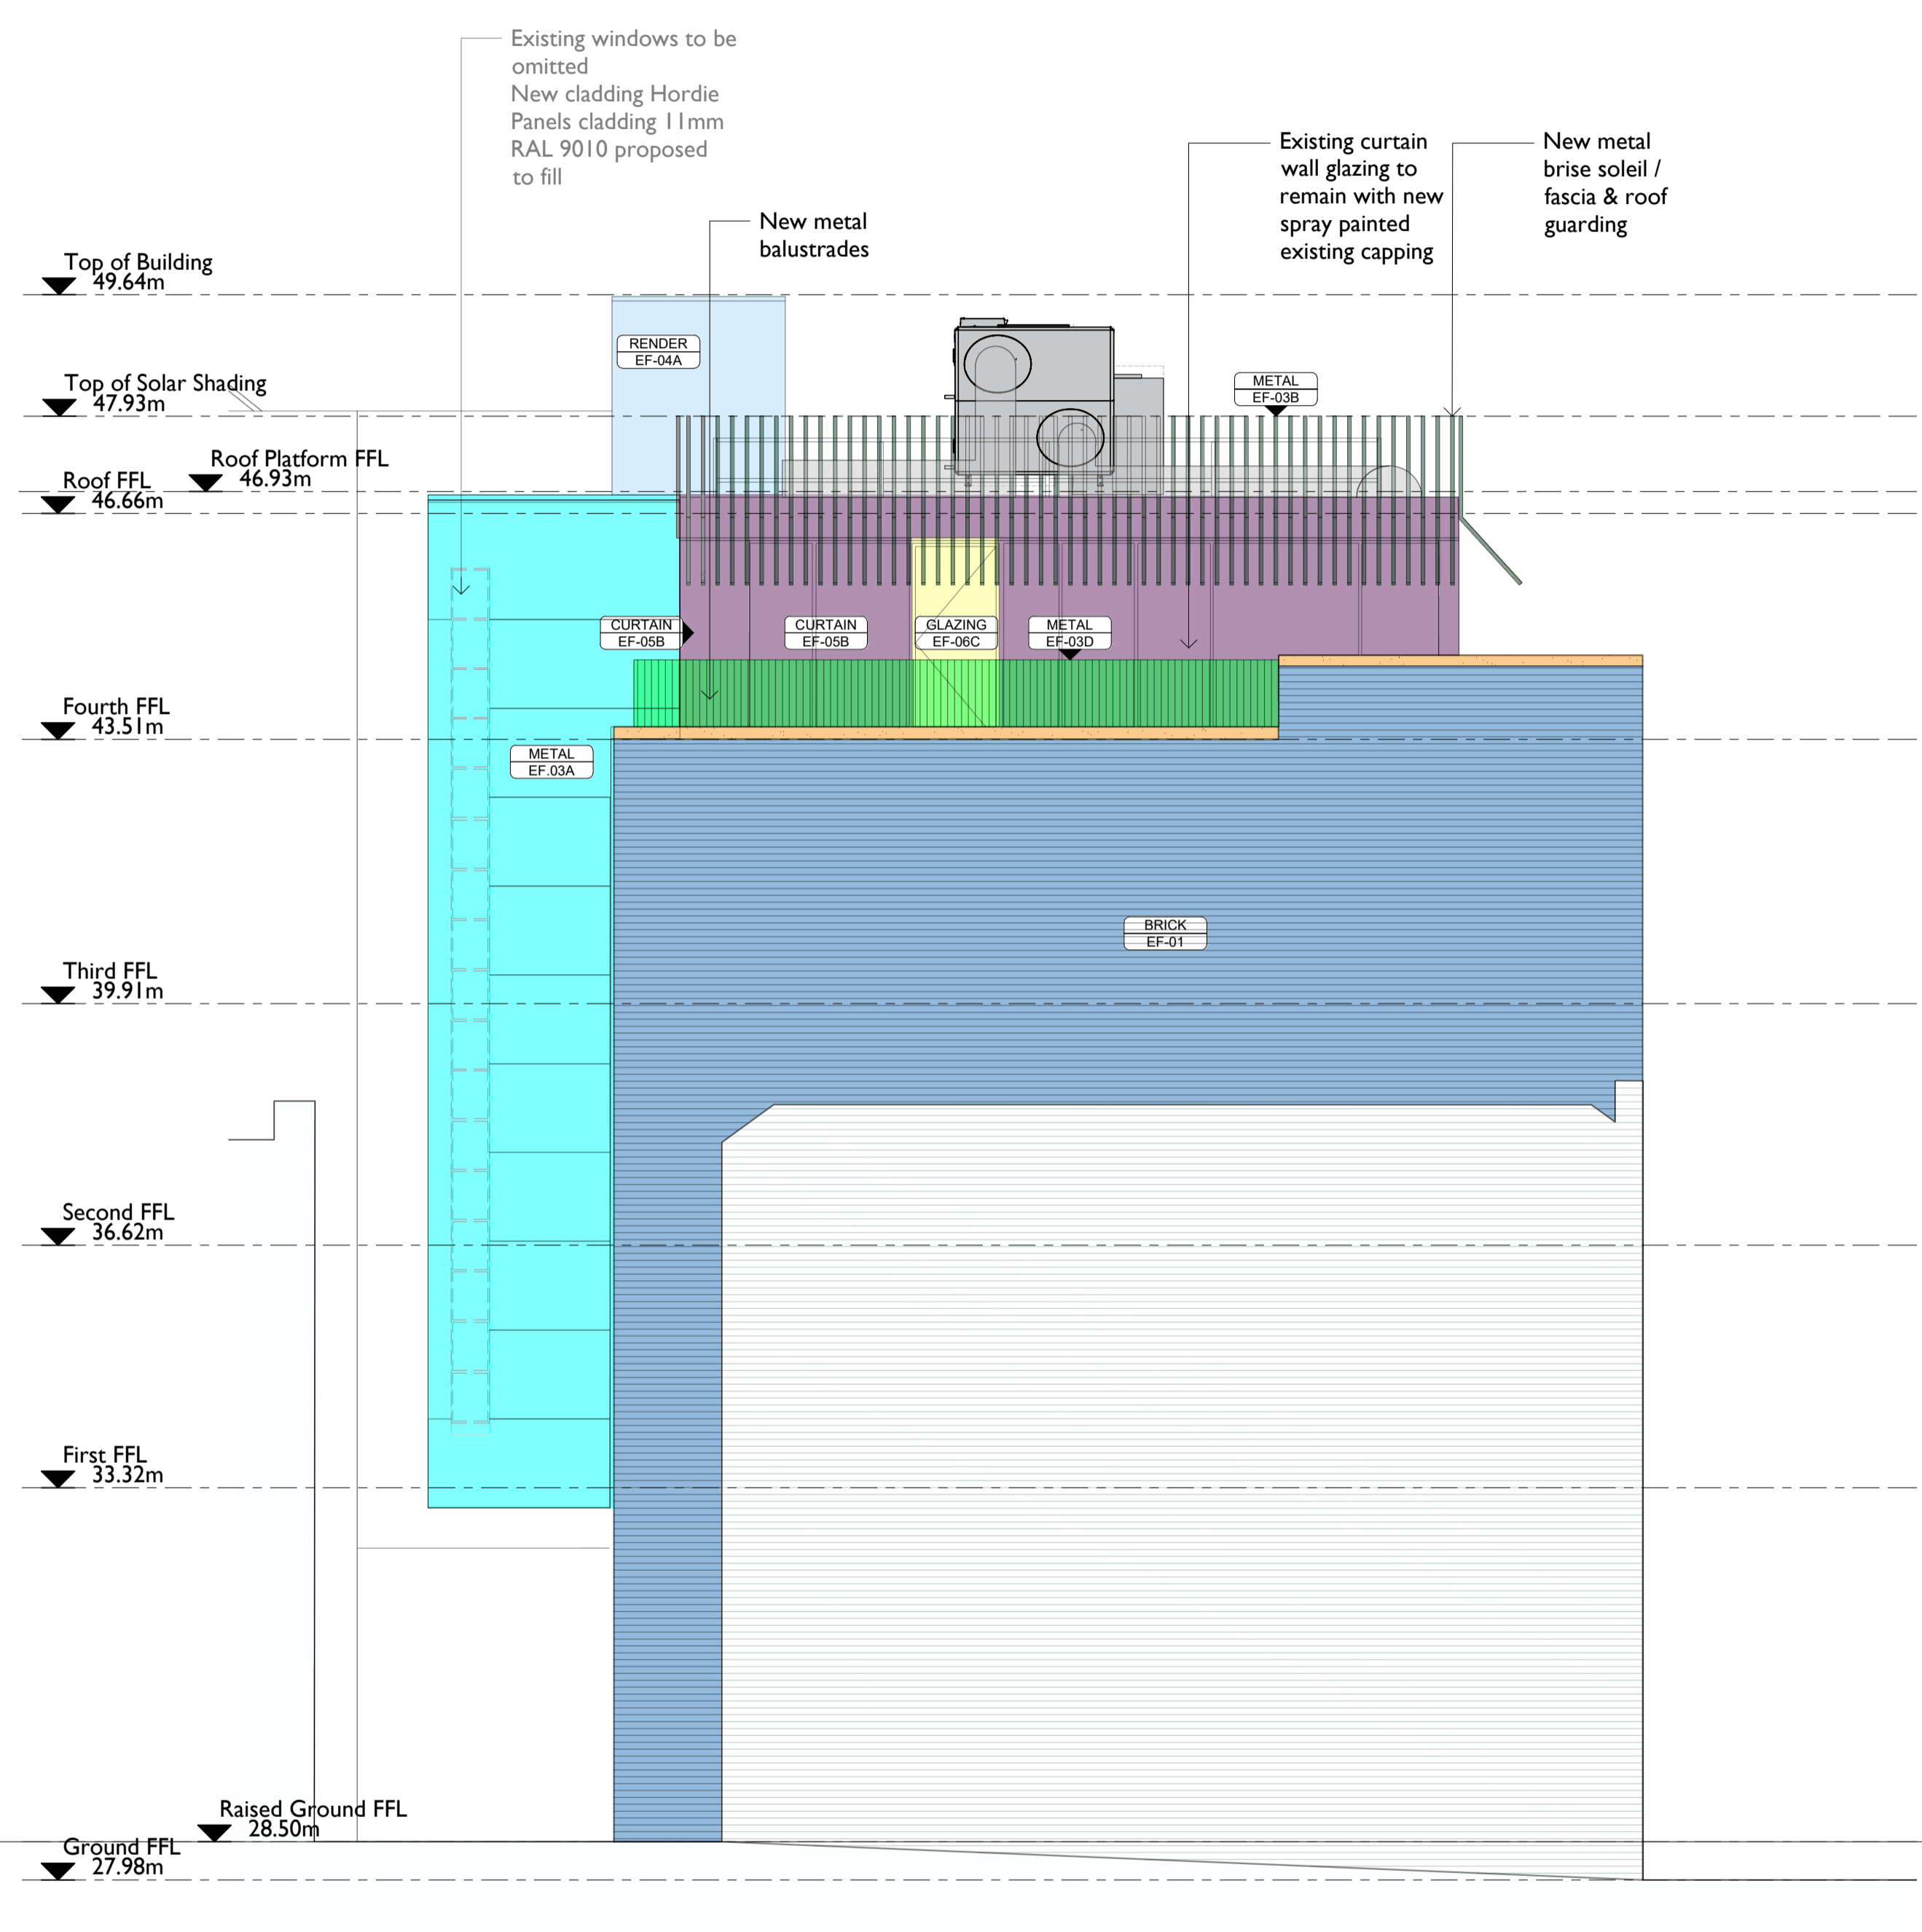 Existing windows to be
omitted
New cladding Hordie
Panels cladding 11mm
RAL 9010 proposed
to fill
New metal
balustrades
Existing curtain
wall glazing to
remain with new
spray painted
existing capping
New metal
brise soleil /
fascia & roof
guarding
Top of Building
49.64m
RENDER
EF-04A
Top of Solar Shading
47.93m
METAL
EF-03B
Roof Platform FFL
46.93m
Roof FFL
46.66m
CURTAIN
EF-05B
CURTAIN
EF-05B
GLAZING
EF-06C
METAL
EF-03D
Fourth FFL
43.51m
METAL
EF.03A
BRICK
EF-01
Third FFL
39.91m
Second FFL
36.62m
First FFL
33.32m
Raised Ground FFL
28.50m
Ground FFL
27.98m